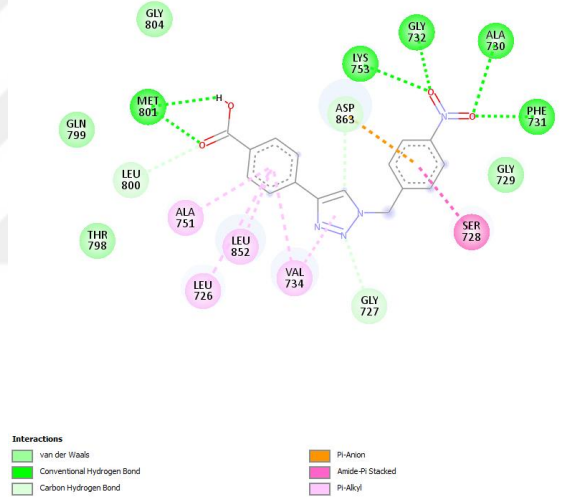 GLY
804
GLY
732
ALA
730
LYS
753
MET
801
H
O
O
ASP
863
O
N
O
PHE
731
GLN
799
LEU
800
GLY
729
ALA
751
THR
798
LEU
852
N
N
N
SER
728
LEU
726
VAL
734
GLY
727
Interactions
van der Waals
Conventional Hydrogen Bond
Carbon Hydrogen Bond
Pi-Anion
Amide-Pi Stacked
Pi-Alkyl